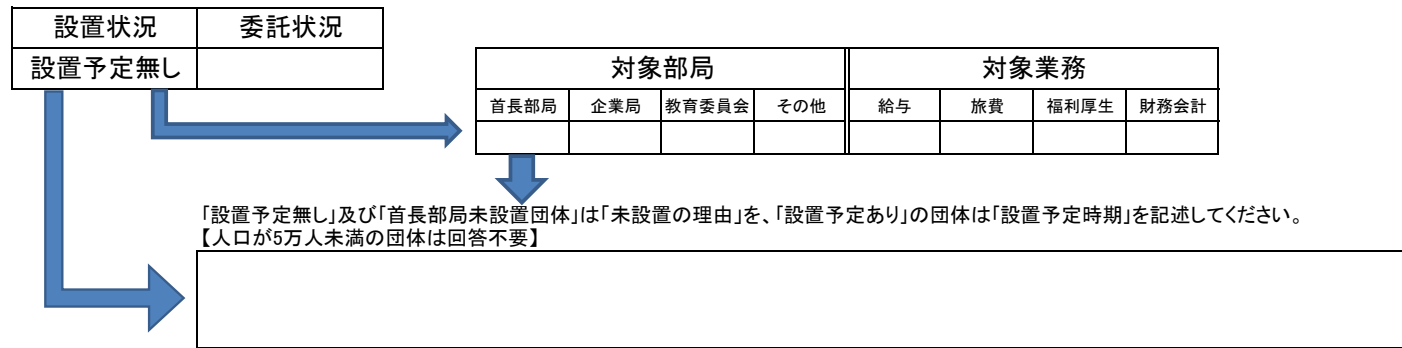 設置状況 委託状況
設置予定無し
対象部局 対象業務
首長部局 企業局 教育委員会 その他 給与 旅費 福利厚生 財務会計
「設置予定無し」及び「首長部局未設置団体」は「未設置の理由」を、「設置予定あり」の団体は「設置予定時期」を記述してください。
【人口が5万人未満の団体は回答不要】